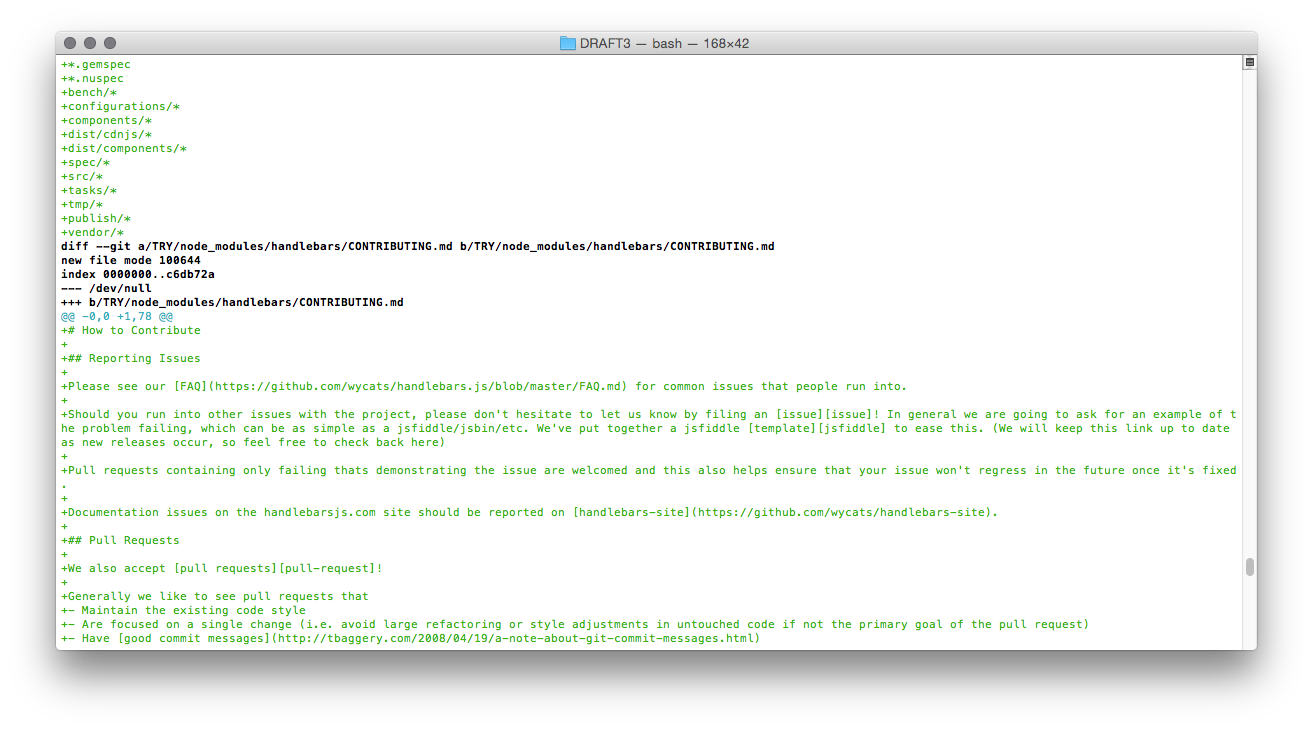 DRAFT3 — bash — 168×42
+*.gemspec
+*.nuspec
+bench/*
+configurations/*
+components/*
+dist/cdnjs/*
+dist/components/*
+spec/*
+src/*
+tasks/*
+tmp/*
+publish/*
+vendor/*
diff --git a/TRY/node_modules/handlebars/CONTRIBUTING.md b/TRY/node_modules/handlebars/CONTRIBUTING.md
new file mode 100644
index 0000000..c6db72a
--- /dev/null
+++ b/TRY/node_modules/handlebars/CONTRIBUTING.md
@@ -0,0 +1,78 @@
+# How to Contribute
+
+## Reporting Issues
+
+Please see our [FAQ](https://github.com/wycats/handlebars.js/blob/master/FAQ.md) for common issues that people run into.
+
+Should you run into other issues with the project, please don't hesitate to let us know by filing an [issue][issue]! In general we are going to ask for an example of t
he problem failing, which can be as simple as a jsfiddle/jsbin/etc. We've put together a jsfiddle [template][jsfiddle] to ease this. (We will keep this link up to date
as new releases occur, so feel free to check back here)
+
+Pull requests containing only failing thats demonstrating the issue are welcomed and this also helps ensure that your issue won't regress in the future once it's fixed
.
+
+Documentation issues on the handlebarsjs.com site should be reported on [handlebars-site](https://github.com/wycats/handlebars-site).
+
+## Pull Requests
+
+We also accept [pull requests][pull-request]!
+
+Generally we like to see pull requests that
+- Maintain the existing code style
+- Are focused on a single change (i.e. avoid large refactoring or style adjustments in untouched code if not the primary goal of the pull request)
+- Have [good commit messages](http://tbaggery.com/2008/04/19/a-note-about-git-commit-messages.html)